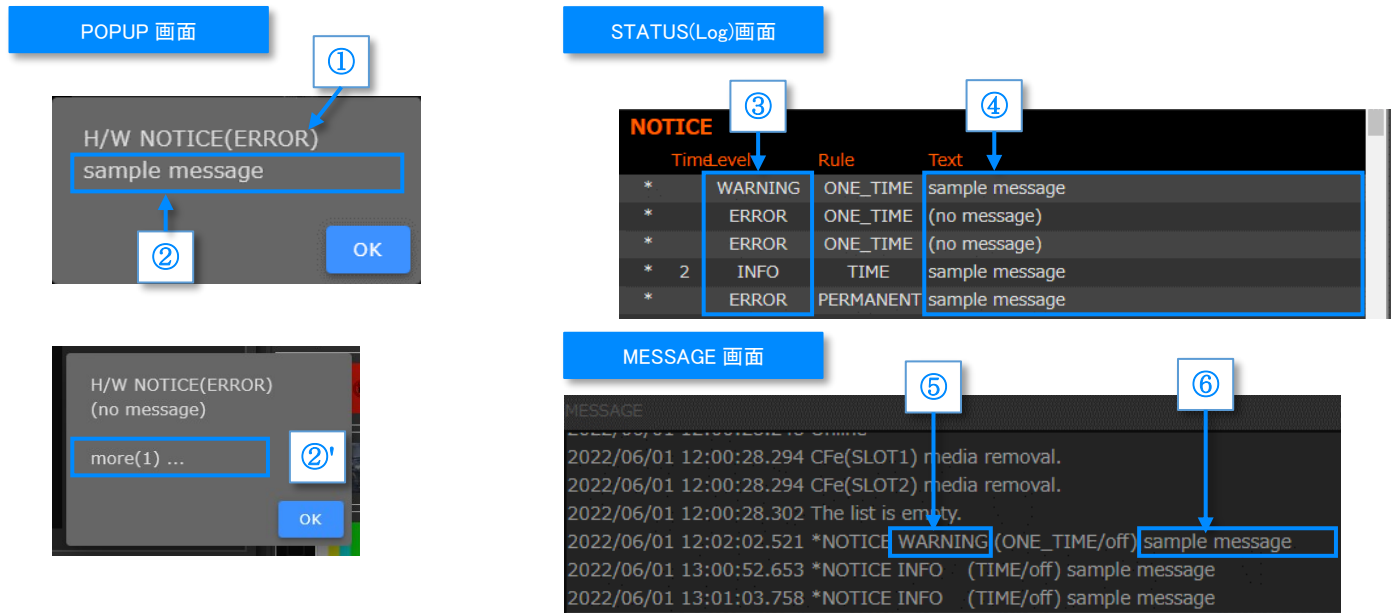 POPUP 画面
①
H/W NOTICE(ERROR)
sample message
②
OK
H/W NOTICE(ERROR)
(no message)
more(1) ...
②'
OK
STATUS(Log)画面
③
④
NOTICE
Time Level Rule Text
* WARNING ONE_TIME sample message
* ERROR ONE_TIME (no message)
* ERROR ONE_TIME (no message)
* 2 INFO TIME sample message
* ERROR PERMANENT sample message
MESSAGE 画面
⑤
⑥
MESSAGE
2022/06/01 12:00:28.294 CFe(SLOT1) media removal.
2022/06/01 12:00:28.294 CFe(SLOT2) media removal.
2022/06/01 12:00:28.302 The list is empty.
2022/06/01 12:02:02.521 *NOTICE WARNING (ONE_TIME/off) sample message
2022/06/01 13:00:52.653 *NOTICE INFO (TIME/off) sample message
2022/06/01 13:01:03.758 *NOTICE INFO (TIME/off) sample message